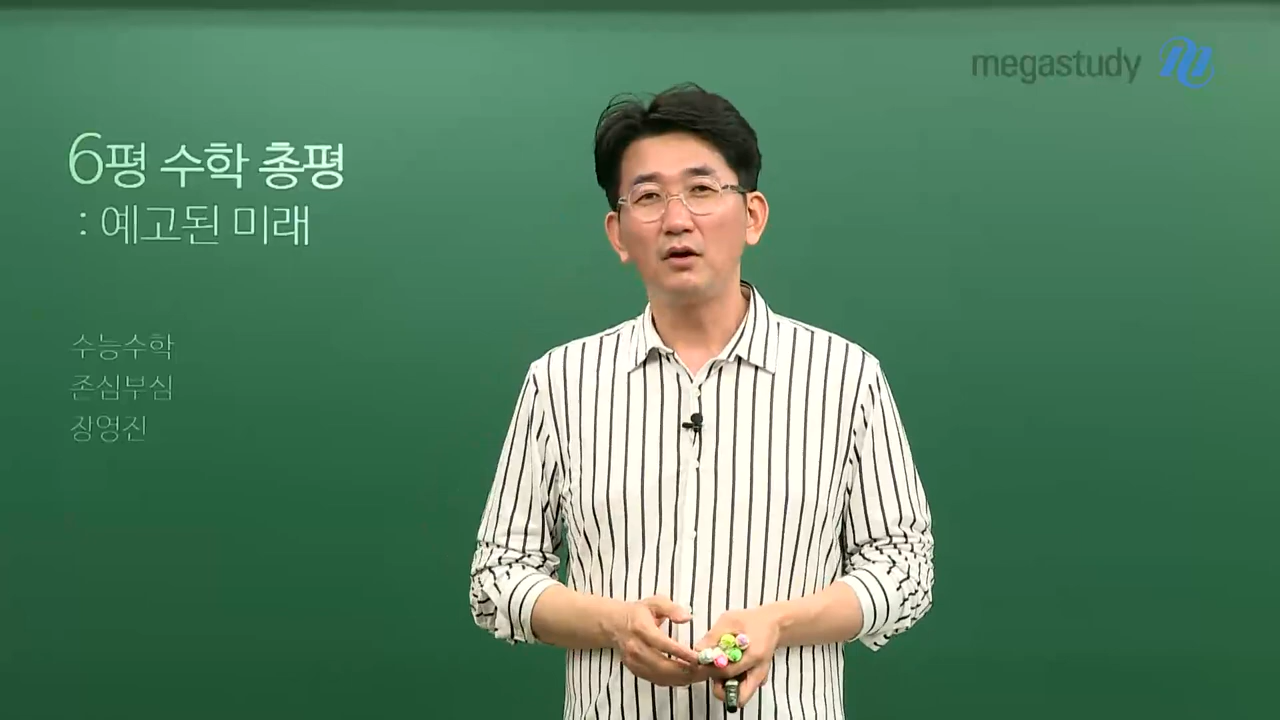 megastudy
6평 수학 총평
: 예고된 미래
수능수학
존심부심
장영진